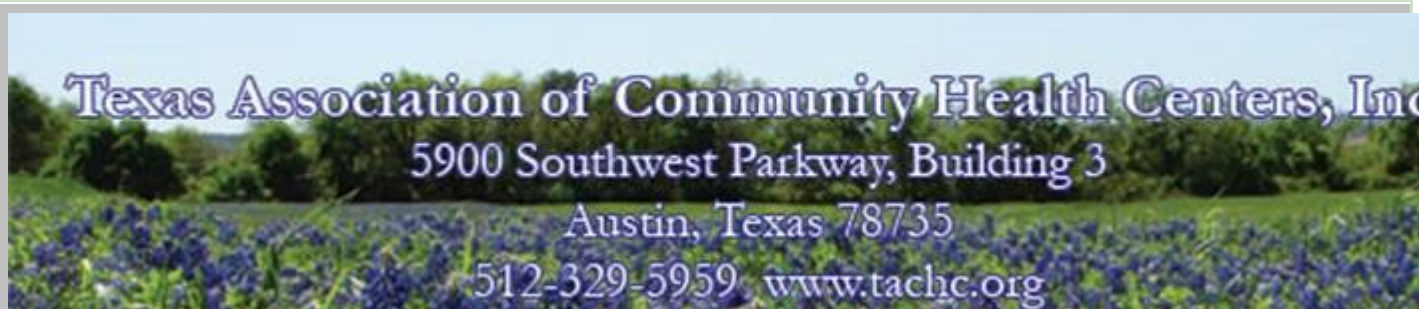 Texas Association of Community Health Centers, Inc
5900 Southwest Parkway, Building 3
Austin, Texas 78735
512-329-5959 www.tachc.org